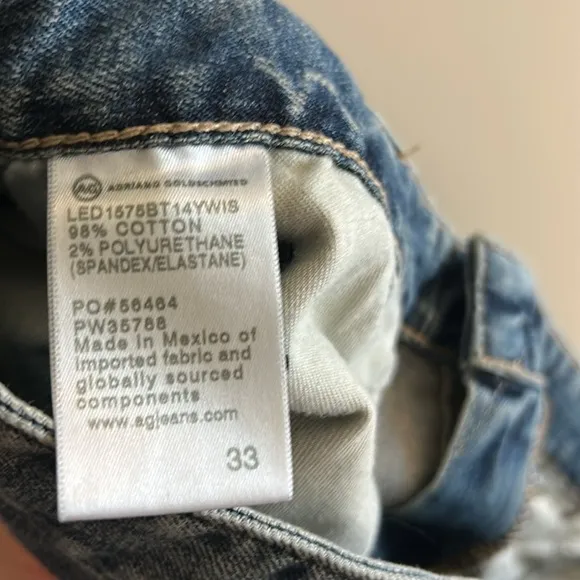 AG ADRIANO GOLDSCHMIED
LED1575BT14YWIS
98% COTTON
2% POLYURETHANE
(SPANDEX/ELASTANE)
PO#56464
PW35788
Made in Mexico of
imported fabric and
globally sourced
components
www.agjeans.com
33